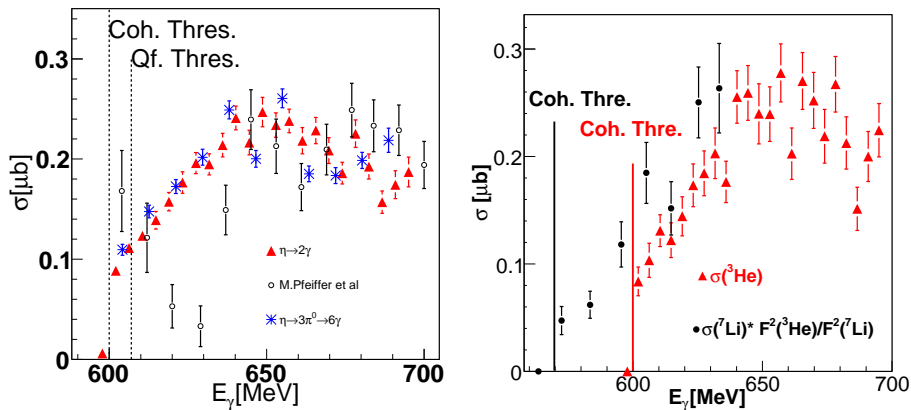 Coh. Thres.
Qf. Thres.
σ[μb]
0.3
0.2
0.1
0
η→2γ
M.Pfeiffer et al
η→3π⁰→6γ
600
650
700
E_γ[MeV]
σ [μb]
0.3
0.2
0.1
0
Coh. Thre.
Coh. Thre.
σ(³He)
σ(⁷Li)* F²(³He)/F²(⁷Li)
600
650
700
E_γ[MeV]